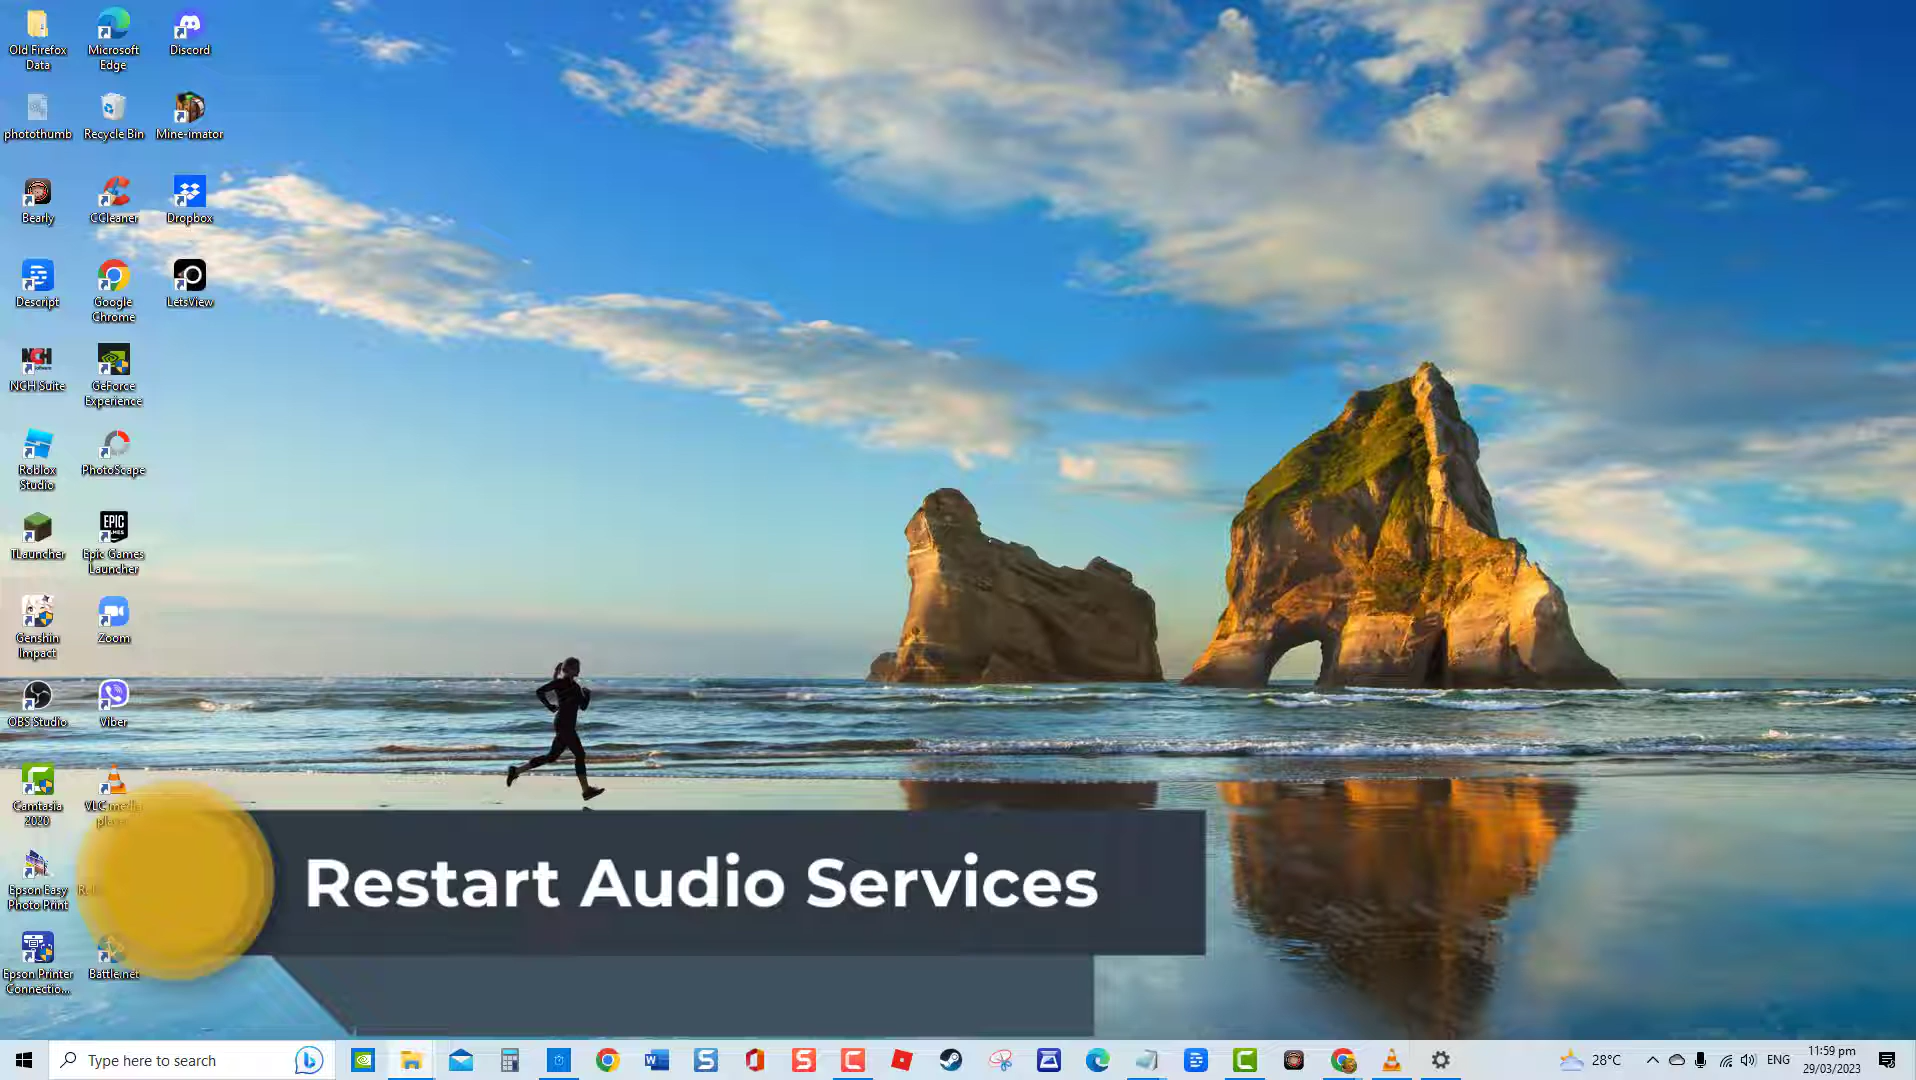 Old Firefox
Data
Microsoft
Edge
Discord
photothumb
Recycle Bin
Mine-imator
Bearly
CCleaner
Dropbox
Descript
Google
Chrome
LetsView
NCH Suite
GeForce
Experience
Roblox
Studio
PhotoScape
TLauncher
EPIC
GAMES
Epic Games
Launcher
Genshin
Impact
Zoom
OBS Studio
Viber
Camtasia
2020
VLC media
player
Epson Easy
Photo Print
Epson Printer
Connectio...
Battle.net
Restart Audio Services
Type here to search
28°C
ENG
11:59 pm
29/03/2023